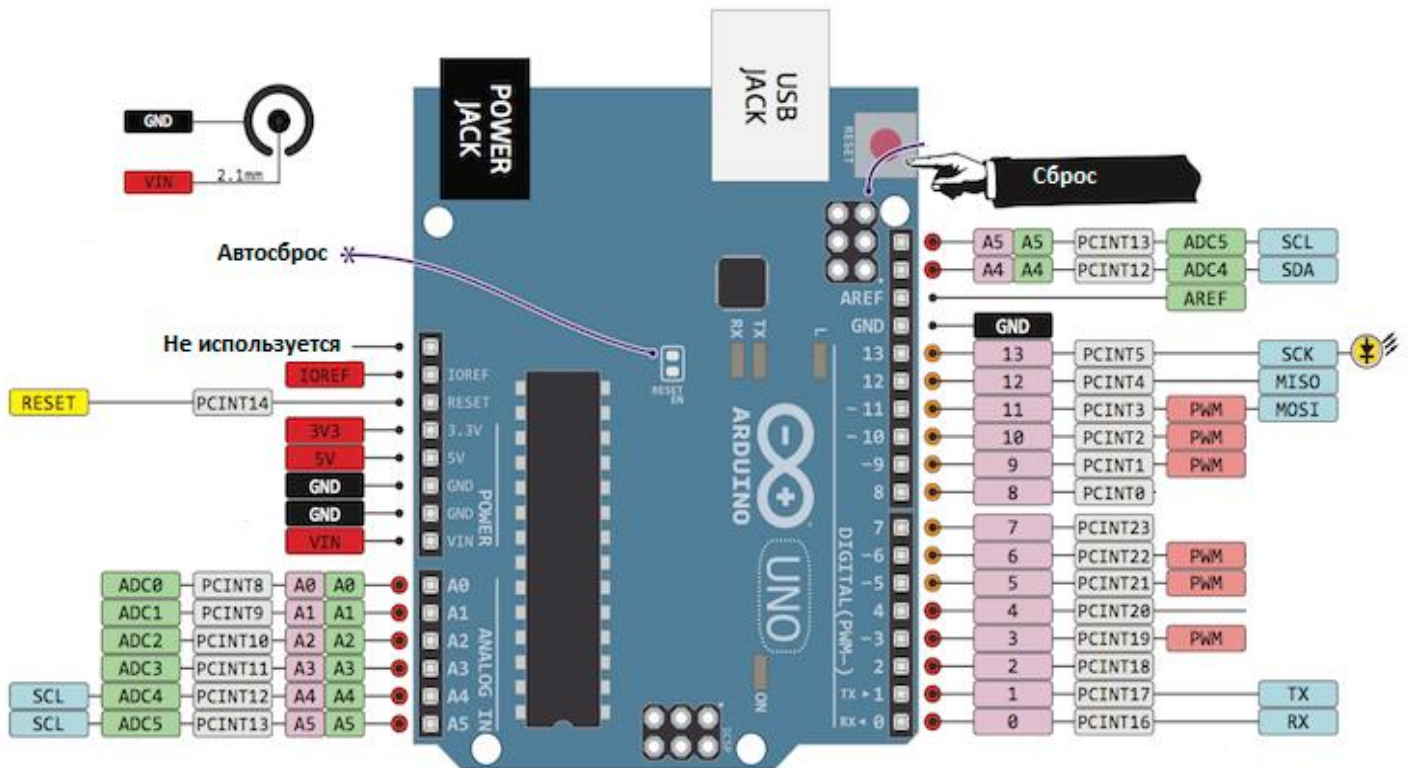 POWER JACK
USB JACK
GND
VIN 2.1mm
RESET
Сброс
Автосброс
Не используется
IOREF
RESET PCINT14
3V3
5V
GND
GND
VIN
ADC0 PCINT8 A0 A0
ADC1 PCINT9 A1 A1
ADC2 PCINT10 A2 A2
ADC3 PCINT11 A3 A3
SCL ADC4 PCINT12 A4 A4
SCL ADC5 PCINT13 A5 A5
IOREF
RESET
3.3V
5V
GND
GND
VIN
POWER
A0
A1
A2
A3
A4
A5
ANALOG IN
RESET EN
RX
TX
L
ARDUINO
UNO
ON
ICSP
DIGITAL (PWM~)
AREF
GND
13
12
~11
~10
~9
8
7
~6
~5
4
~3
2
TX ▸ 1
RX ◂ 0
A5 A5 PCINT13 ADC5 SCL
A4 A4 PCINT12 ADC4 SDA
AREF
GND
13 PCINT5 SCK
12 PCINT4 MISO
11 PCINT3 PWM MOSI
10 PCINT2 PWM
9 PCINT1 PWM
8 PCINT0
7 PCINT23
6 PCINT22 PWM
5 PCINT21 PWM
4 PCINT20
3 PCINT19 PWM
2 PCINT18
1 PCINT17 TX
0 PCINT16 RX